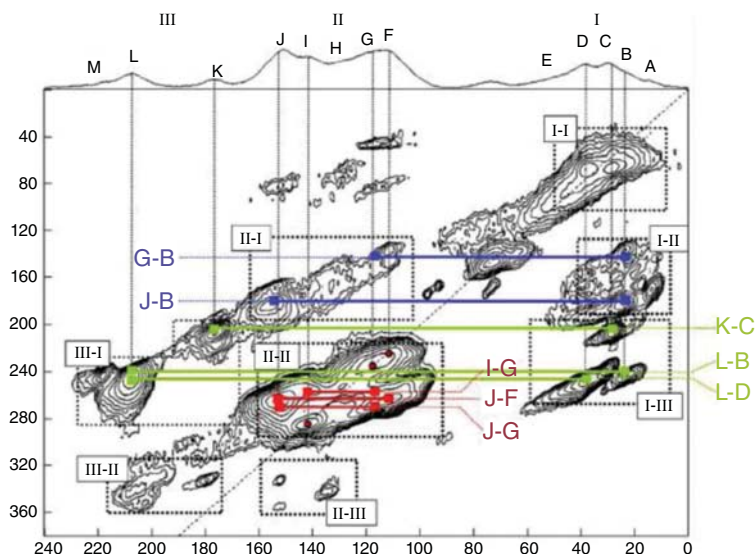 III II I
M L K J I H G F E D C B A
40
I-I
80
120
II-I I-II
G-B
160
J-B
200
K-C
III-I II-II
240
I-G L-B
J-F L-D
280
J-G I-III
320
III-II
II-III
360
240 220 200 180 160 140 120 100 80 60 40 20 0